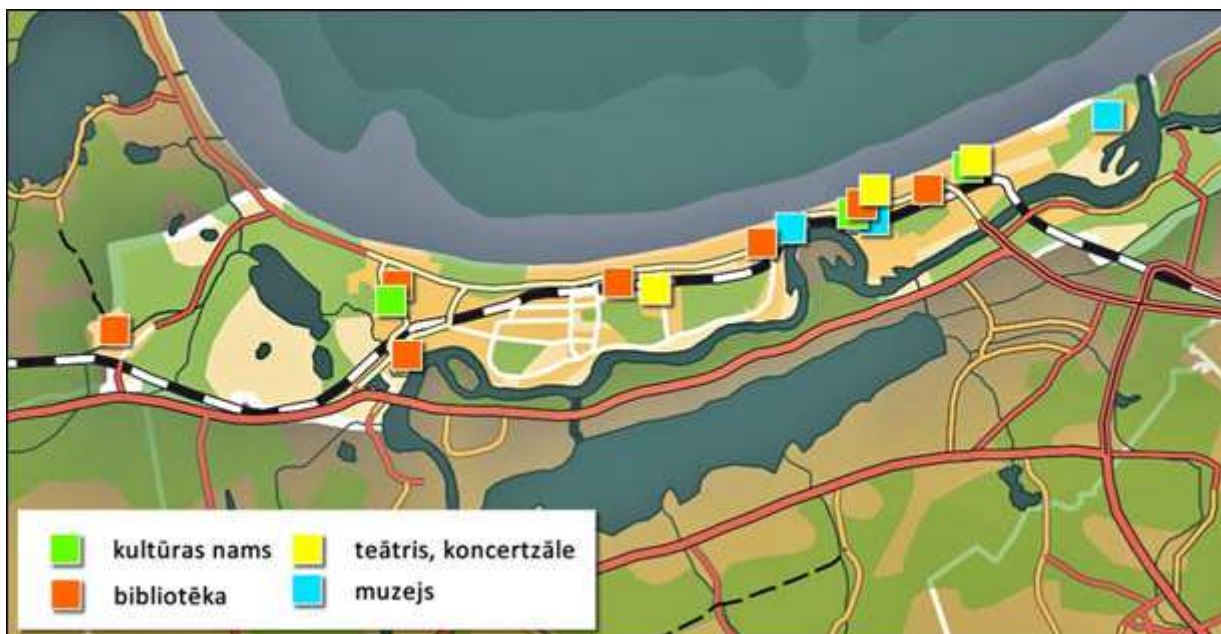 kultūras nams
teātris, koncertzāle
bibliotēka
muzejs